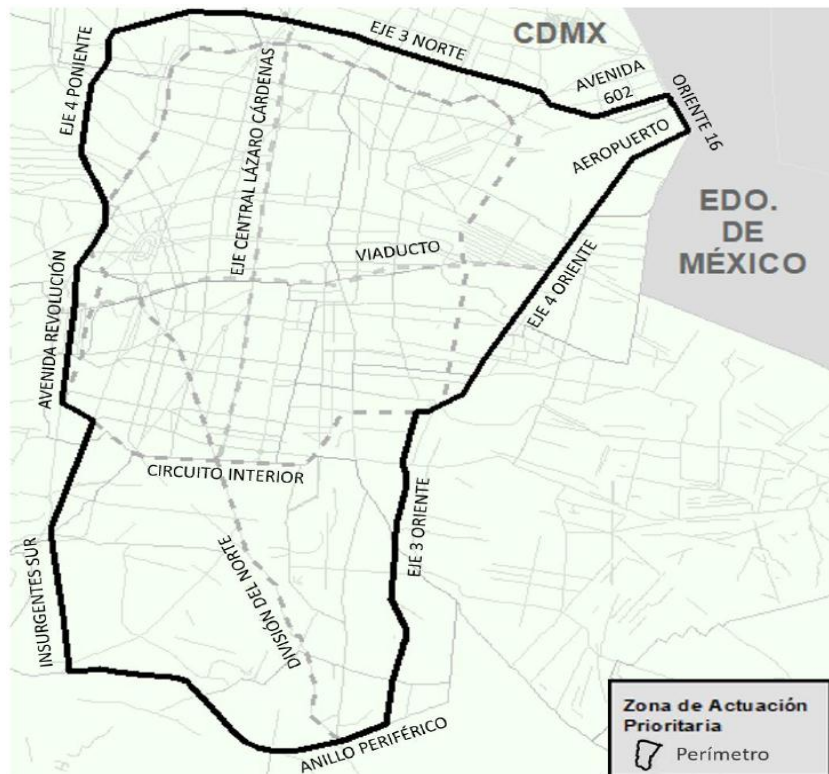 CDMX
EJE 3 NORTE
AVENIDA
602
ORIENTE 16
AEROPUERTO
EJE 4 PONIENTE
EJE CENTRAL LÁZARO CÁRDENAS
EDO.
DE
MÉXICO
VIADUCTO
EJE 4 ORIENTE
AVENIDA REVOLUCIÓN
CIRCUITO INTERIOR
EJE 3 ORIENTE
INSURGENTES SUR
DIVISIÓN DEL NORTE
ANILLO PERIFÉRICO
Zona de Actuación
Prioritaria
Perímetro